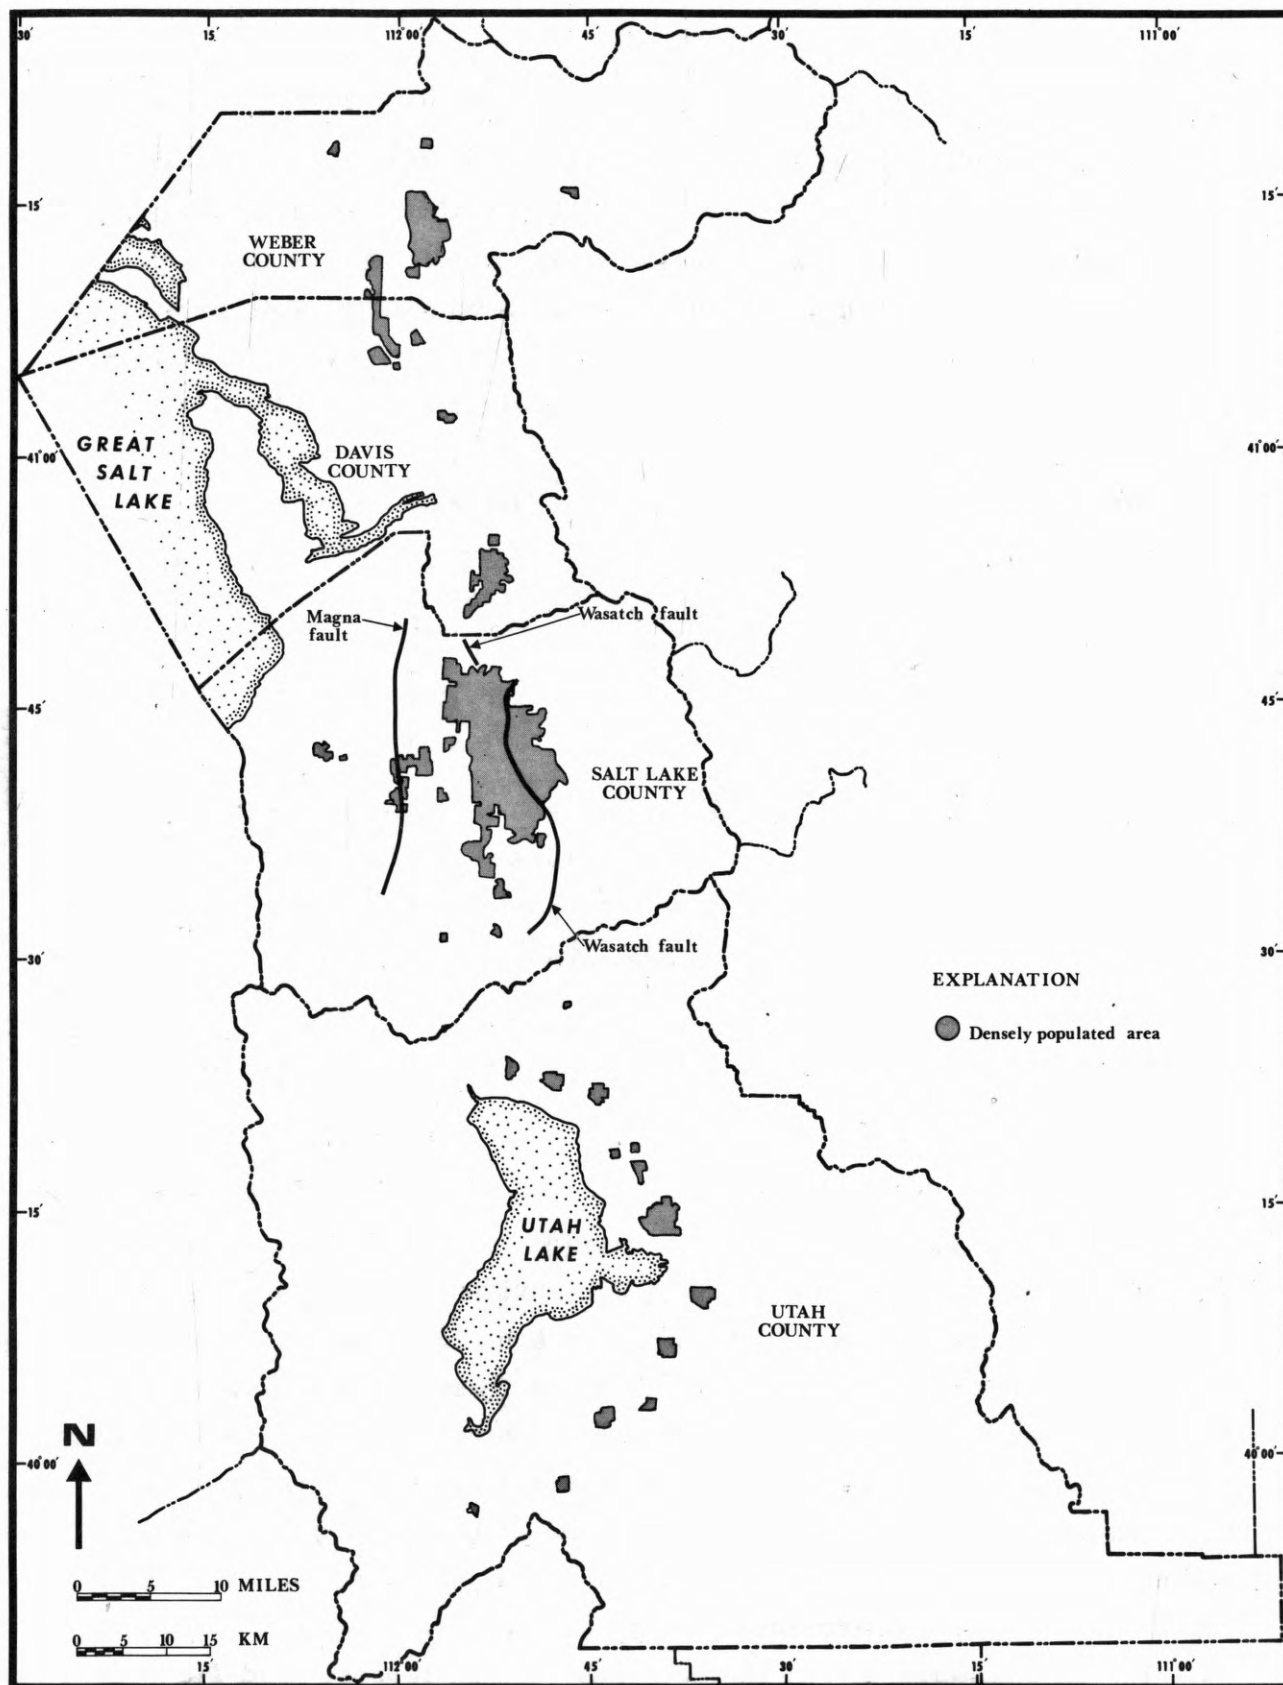 30′ 15′ 112°00′ 45′ 30′ 15′ 111°00′
15′ 15′
WEBER
COUNTY
GREAT
SALT
LAKE
DAVIS
COUNTY
41°00′ 41°00′
Magna
fault
Wasatch fault
45′ 45′
SALT LAKE
COUNTY
Wasatch fault
30′ 30′
EXPLANATION
Densely populated area
15′ 15′
UTAH
LAKE
UTAH
COUNTY
N
40°00′ 40°00′
0 5 10 MILES
0 5 10 15 KM
15′ 112°00′ 45′ 30′ 15′ 111°00′